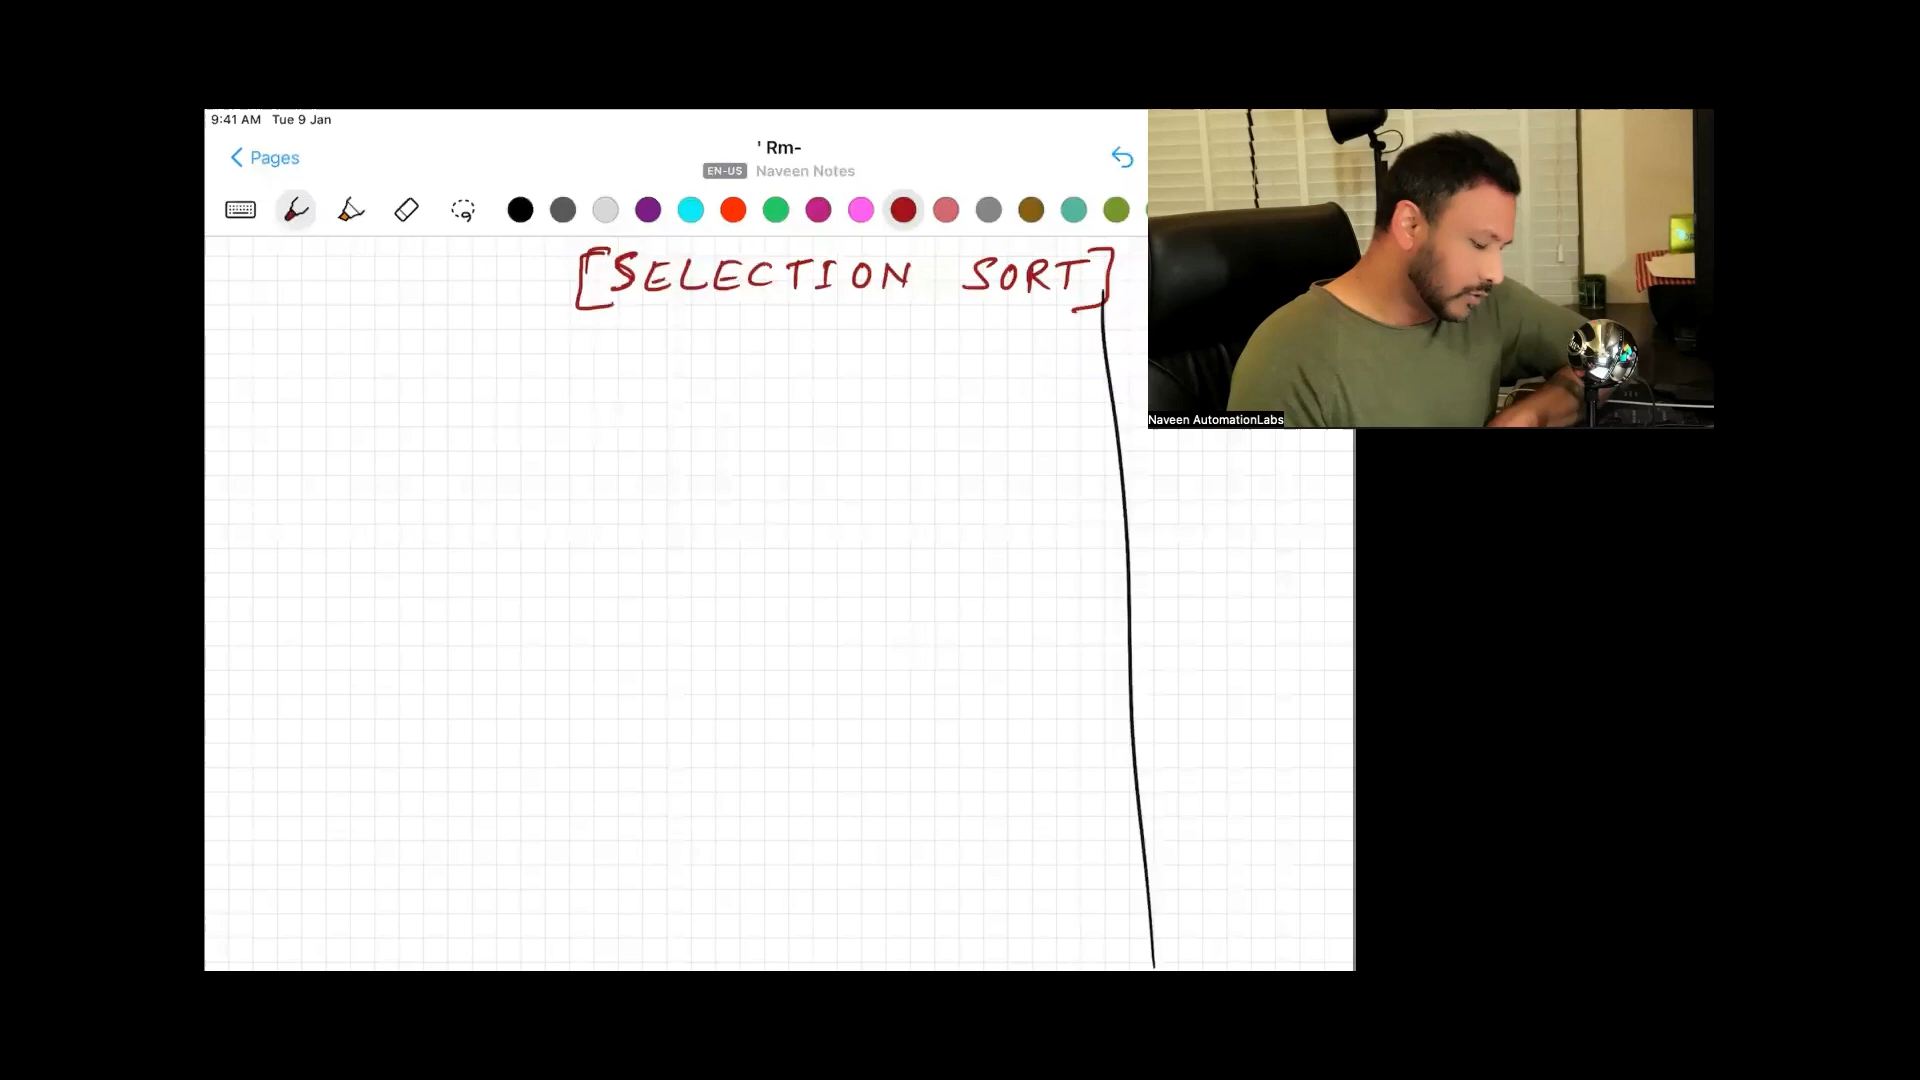 9:41 AM Tue 9 Jan
Pages
' Rm-
EN-US Naveen Notes
[SELECTION SORT]
Naveen AutomationLabs